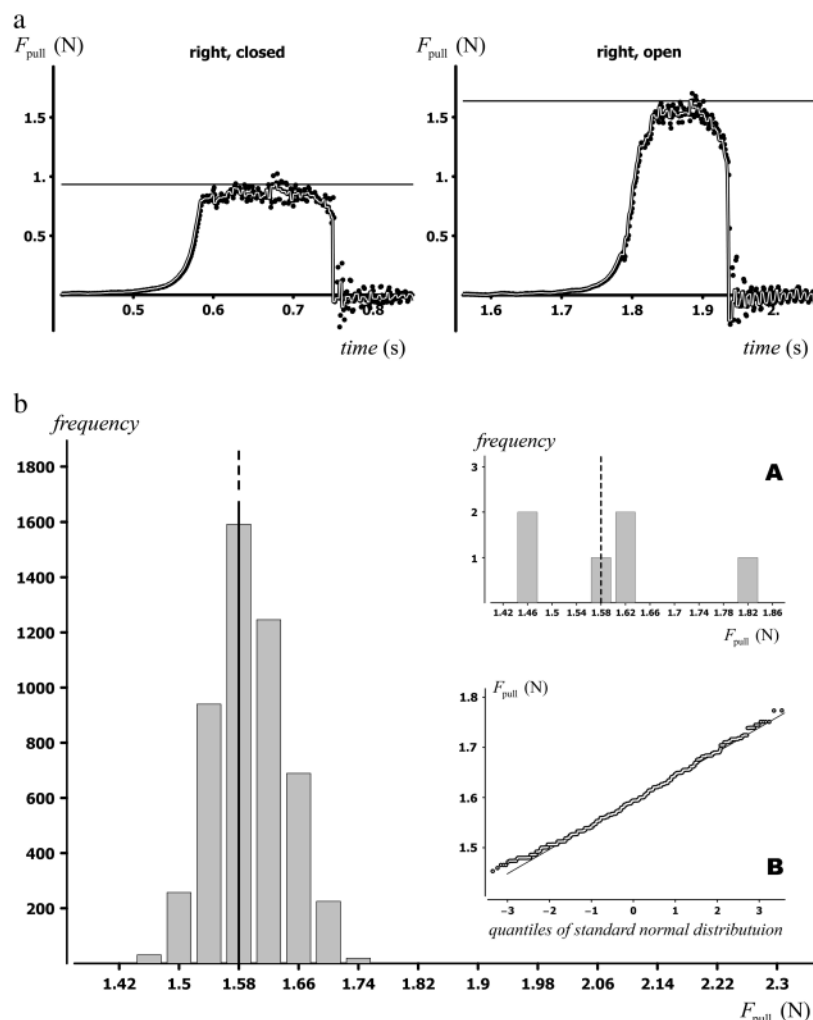 a
F_pull (N) right, closed F_pull (N) right, open
1.5 1.5
1. 1.
0.5 0.5
0.5 0.6 0.7 0.8 1.6 1.7 1.8 1.9 2.
time (s) time (s)
b
frequency
1800
1600
1400
1200
1000
800
600
400
200
1.42 1.5 1.58 1.66 1.74 1.82 1.9 1.98 2.06 2.14 2.22 2.3
F_pull (N)
frequency
A
3
2
1
1.42 1.46 1.5 1.54 1.58 1.62 1.66 1.7 1.74 1.78 1.82 1.86
F_pull (N)
F_pull (N)
1.8
1.7
1.6
1.5
B
−3 −2 −1 0 1 2 3
quantiles of standard normal distributuion